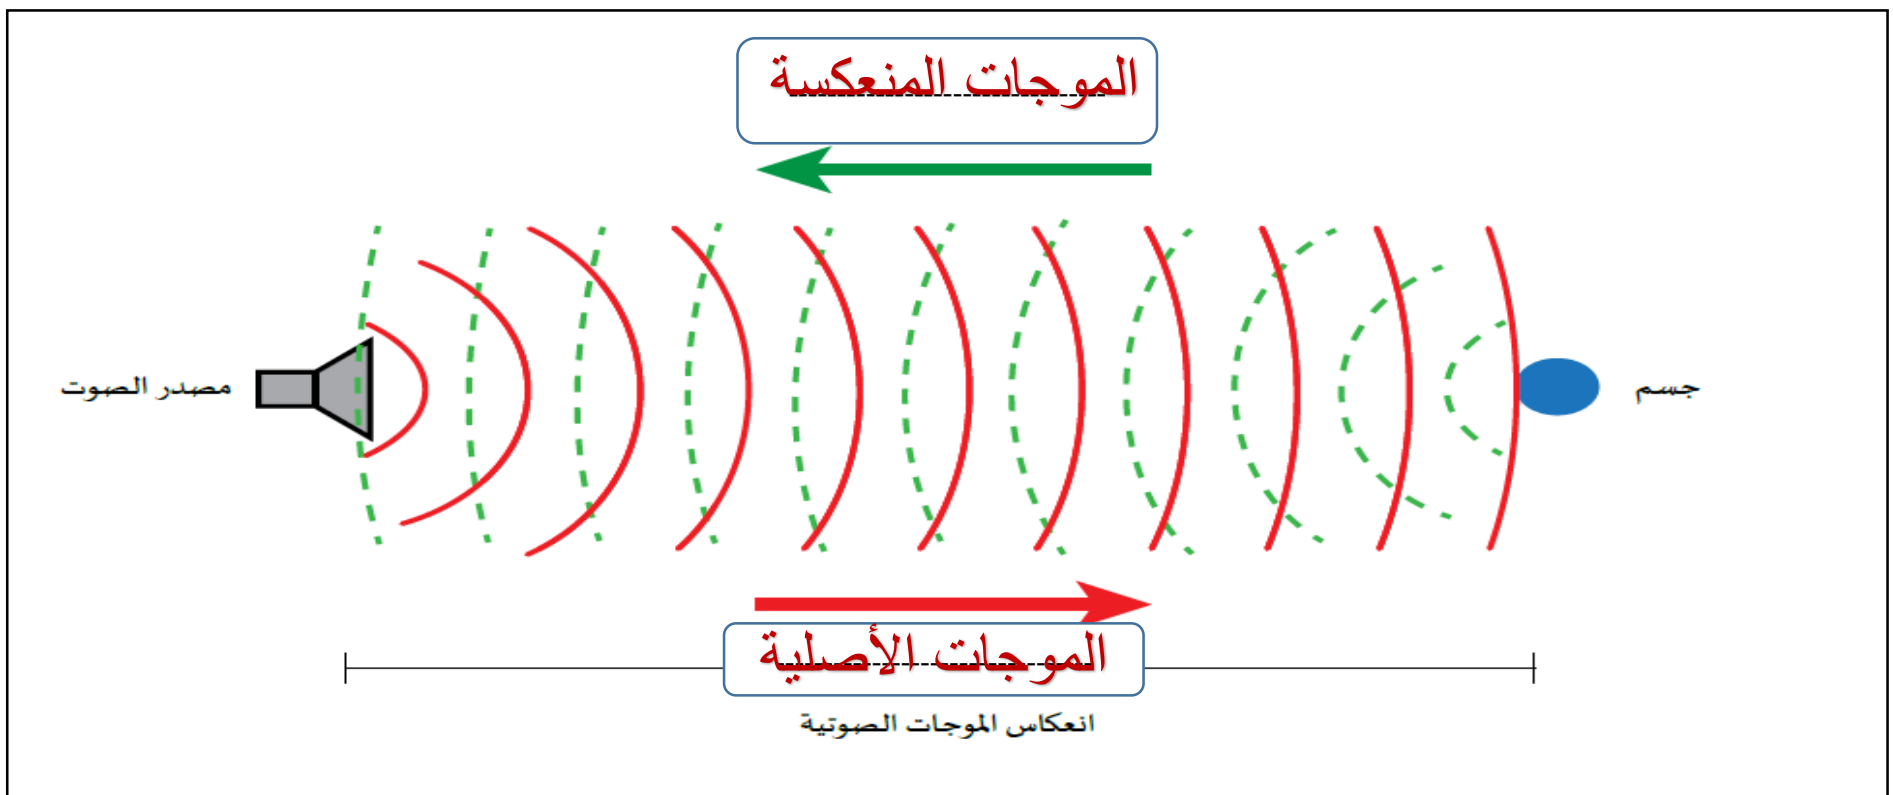 الموجات المنعكسة
مصدر الصوت
جسم
الموجات الأصلية
انعكاس الموجات الصوتية